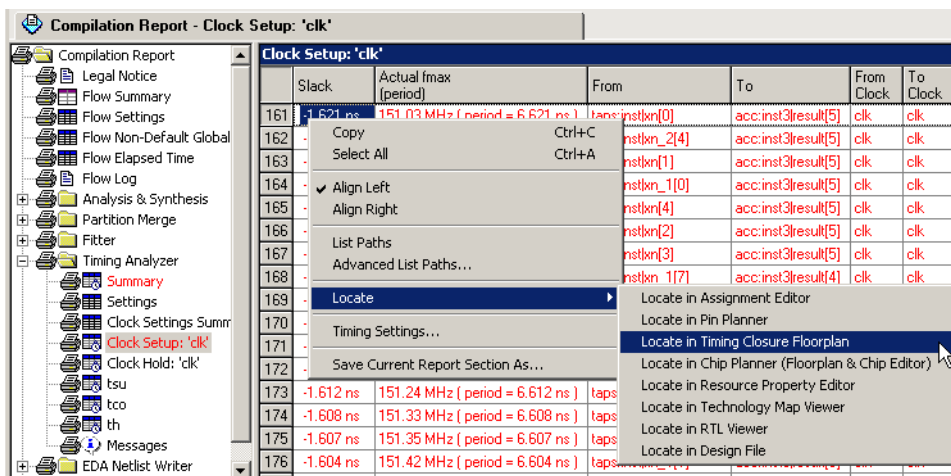 Compilation Report - Clock Setup: 'clk'
Compilation Report
Legal Notice
Flow Summary
Flow Settings
Flow Non-Default Global
Flow Elapsed Time
Flow Log
Analysis & Synthesis
Partition Merge
Fitter
Timing Analyzer
Summary
Settings
Clock Settings Summ
Clock Setup: 'clk'
Clock Hold: 'clk'
tsu
tco
th
Messages
EDA Netlist Writer
Clock Setup: 'clk'
Slack Actual fmax (period) From To From Clock To Clock
161 -1.621 ns 151.03 MHz ( period = 6.621 ns ) taps:inst|xn[0] acc:inst3|result[5] clk clk
162 nst|xn_2[4] acc:inst3|result[5] clk clk
163 nst|xn[1] acc:inst3|result[5] clk clk
164 nst|xn_1[0] acc:inst3|result[5] clk clk
165 nst|xn[4] acc:inst3|result[5] clk clk
166 nst|xn[2] acc:inst3|result[5] clk clk
167 nst|xn[3] acc:inst3|result[5] clk clk
168 nst|xn_1[7] acc:inst3|result[4] clk clk
169
170
171
172
173 -1.612 ns 151.24 MHz ( period = 6.612 ns ) taps
174 -1.608 ns 151.33 MHz ( period = 6.608 ns ) taps
175 -1.607 ns 151.35 MHz ( period = 6.607 ns ) taps
176 -1.604 ns 151.42 MHz ( period = 6.604 ns )
Copy Ctrl+C
Select All Ctrl+A
Align Left
Align Right
List Paths
Advanced List Paths...
Locate
Timing Settings...
Save Current Report Section As...
Locate in Assignment Editor
Locate in Pin Planner
Locate in Timing Closure Floorplan
Locate in Chip Planner (Floorplan & Chip Editor)
Locate in Resource Property Editor
Locate in Technology Map Viewer
Locate in RTL Viewer
Locate in Design File